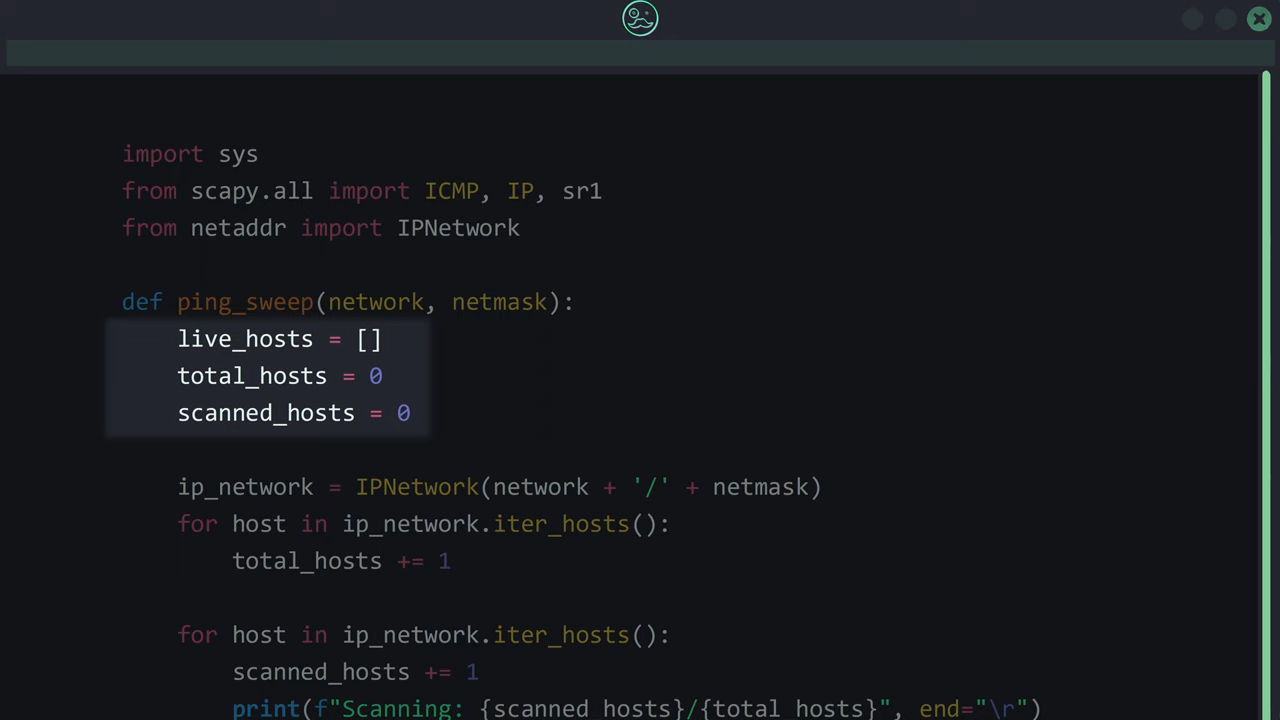 import sys
from scapy.all import ICMP, IP, sr1
from netaddr import IPNetwork
def ping_sweep(network, netmask):
live_hosts = []
total_hosts = 0
scanned_hosts = 0
ip_network = IPNetwork(network + '/' + netmask)
for host in ip_network.iter_hosts():
total_hosts += 1
for host in ip_network.iter_hosts():
scanned_hosts += 1
print(f"Scanning: {scanned_hosts}/{total_hosts}", end="\r")